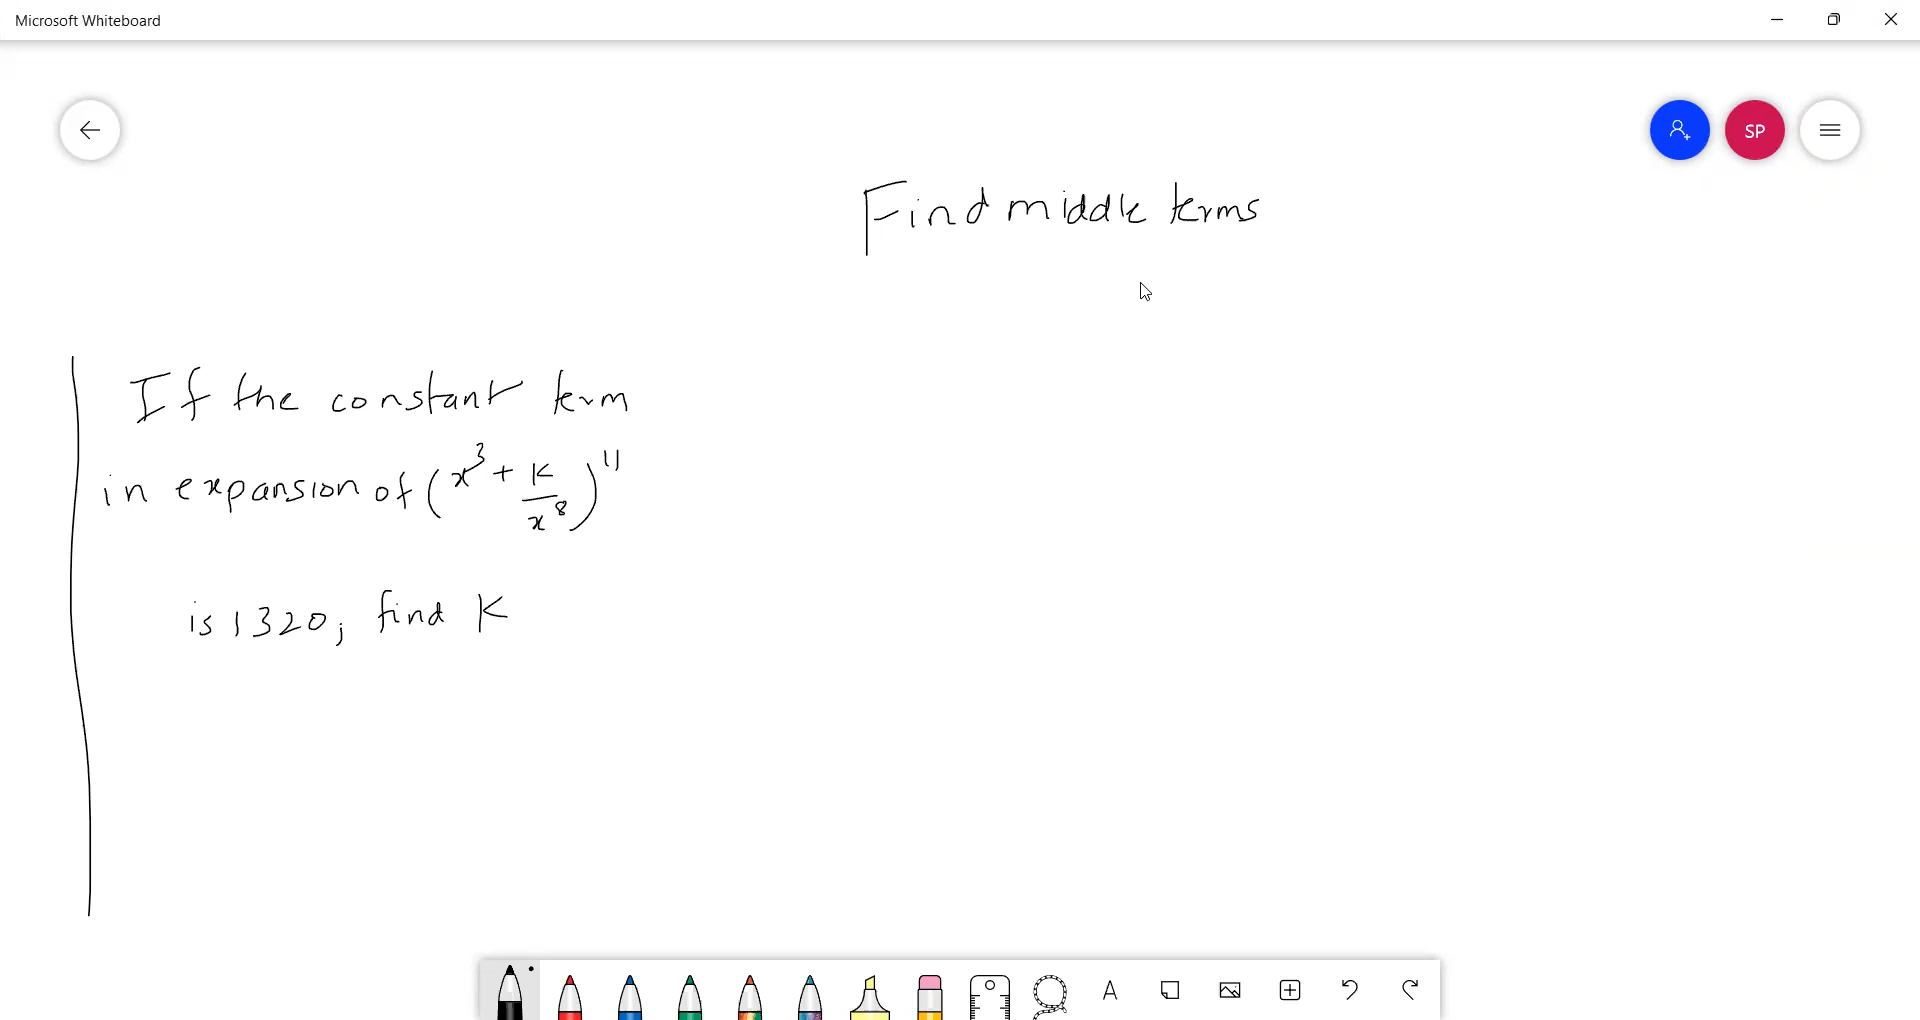 Microsoft Whiteboard
SP
Find middle terms
If the constant term
in expansion of (x³ + K/x⁸)¹¹
is 1320; find K
A